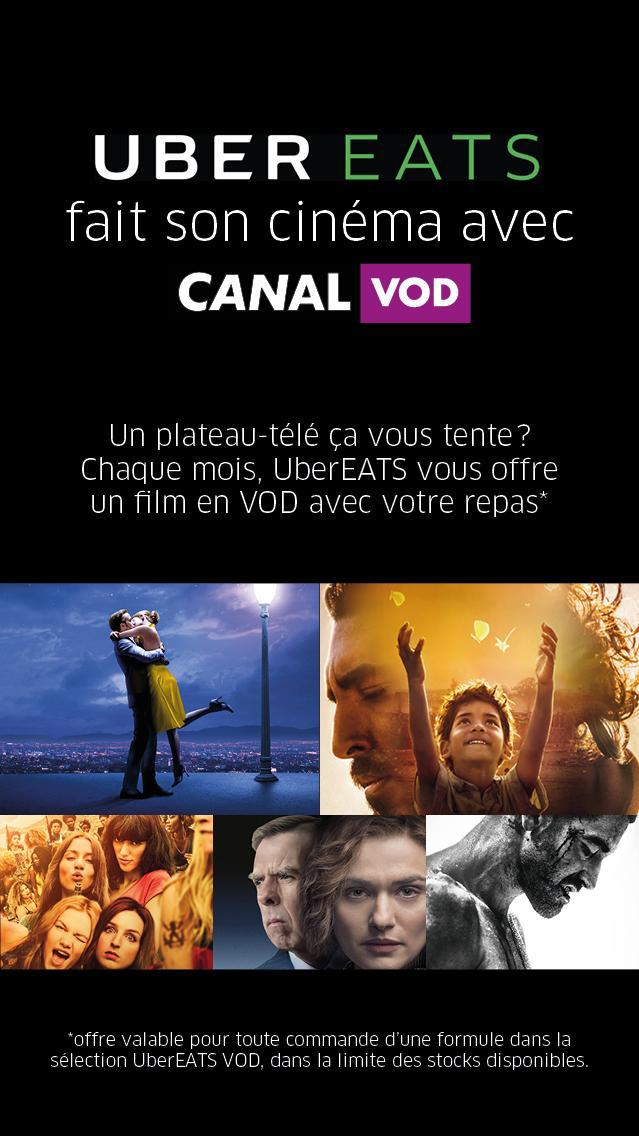 UBER EATS
fait son cinéma avec
CANAL VOD
Un plateau-télé ça vous tente?
Chaque mois, UberEATS vous offre
un film en VOD avec votre repas*
*offre valable pour toute commande d'une formule dans la
sélection UberEATS VOD, dans la limite des stocks disponibles.